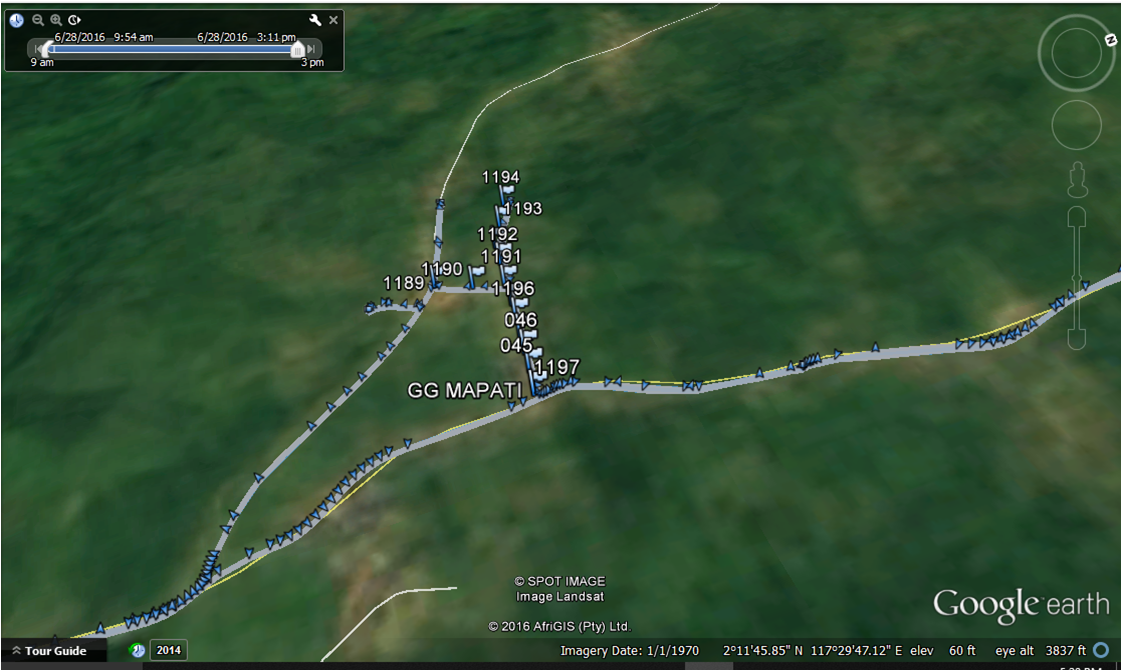 6/28/2016 9:54 am 6/28/2016 3:11 pm
9 am 3 pm
N
1194
1193
1192
1191
1190
1189
1196
046
045
1197
GG MAPATI
© SPOT IMAGE
Image Landsat
© 2016 AfriGIS (Pty) Ltd.
Google earth
Tour Guide
2014
Imagery Date: 1/1/1970 2°11'45.85" N 117°29'47.12" E elev 60 ft eye alt 3837 ft